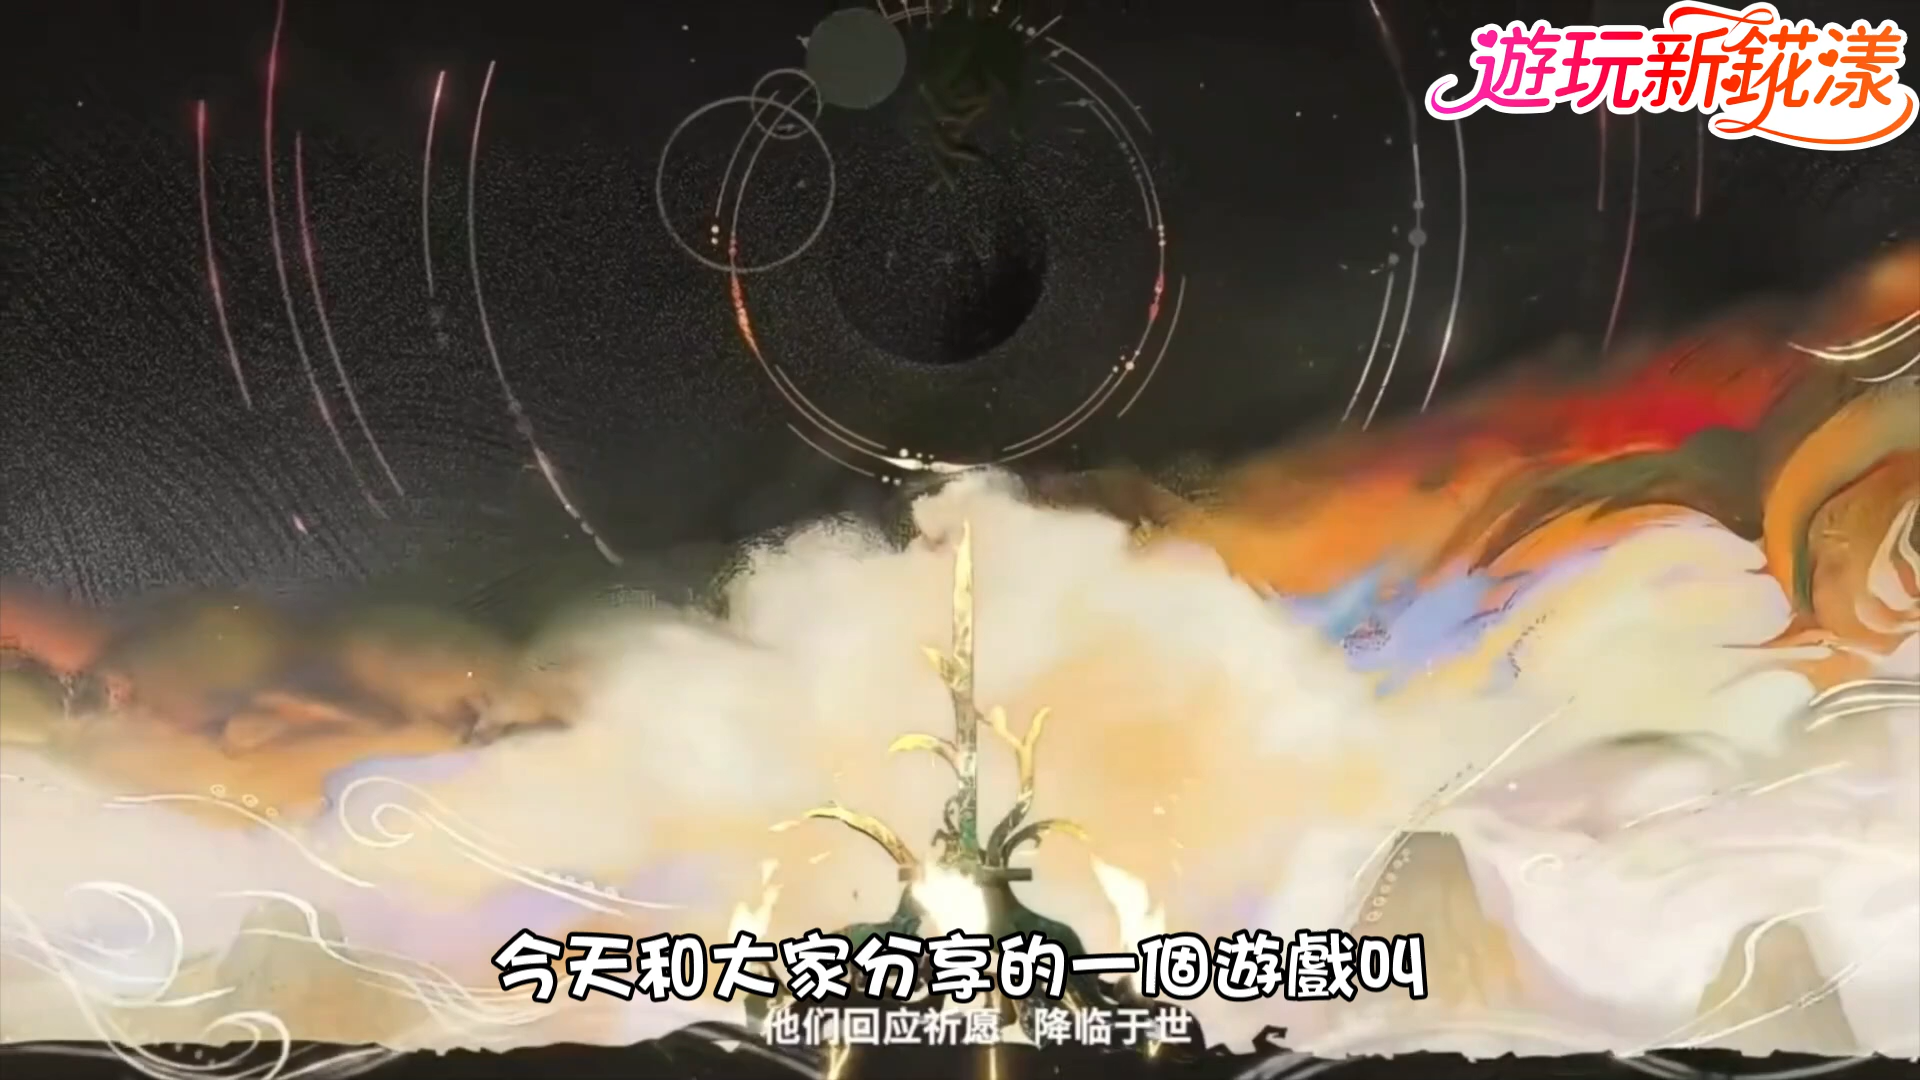 遊玩新鋐漾
今天和大家分享的一個遊戲叫
他们回应祈愿 降临于世